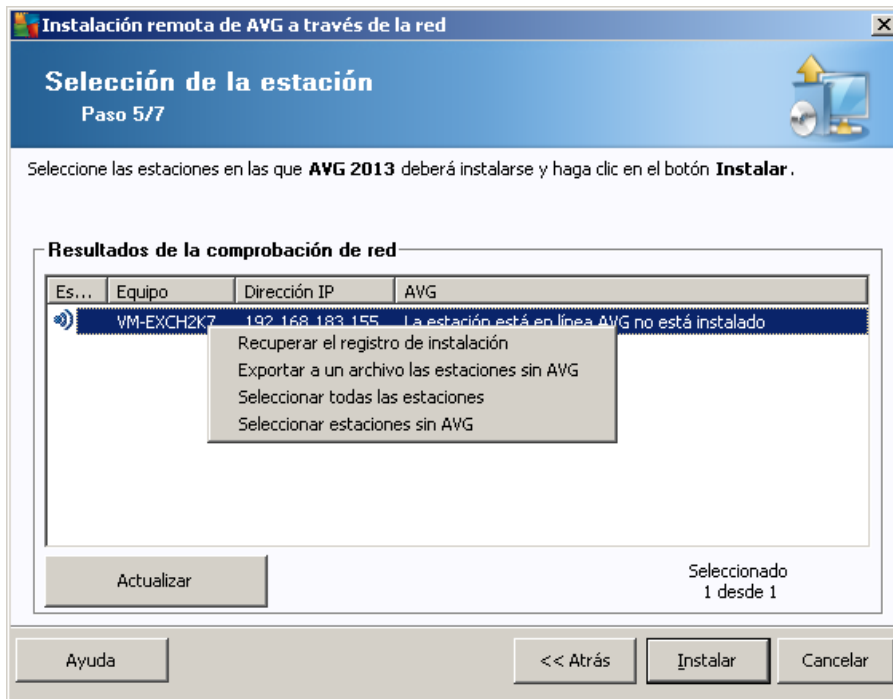 Instalación remota de AVG a través de la red
Selección de la estación
Paso 5/7
Seleccione las estaciones en las que AVG 2013 deberá instalarse y haga clic en el botón Instalar.
Resultados de la comprobación de red
Es... Equipo Dirección IP AVG
VM-EXCH2K7 192.168.183.155 La estación está en línea AVG no está instalado
Recuperar el registro de instalación
Exportar a un archivo las estaciones sin AVG
Seleccionar todas las estaciones
Seleccionar estaciones sin AVG
Actualizar
Seleccionado
1 desde 1
Ayuda << Atrás Instalar Cancelar